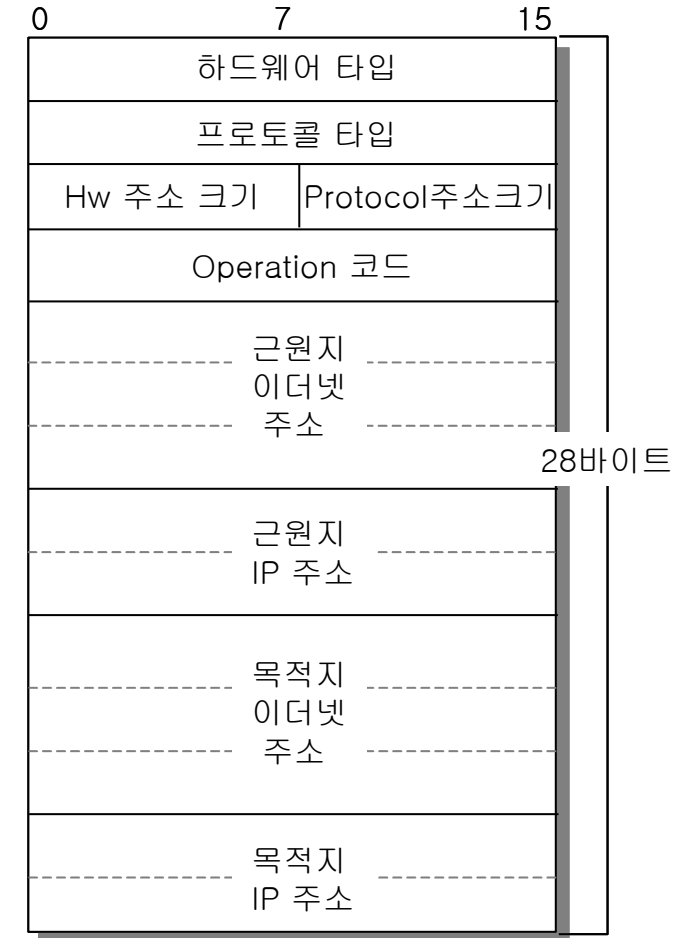 0 7 15
하드웨어 타입
프로토콜 타입
Hw 주소 크기 Protocol주소크기
Operation 코드
근원지
이더넷
주소
28바이트
근원지
IP 주소
목적지
이더넷
주소
목적지
IP 주소